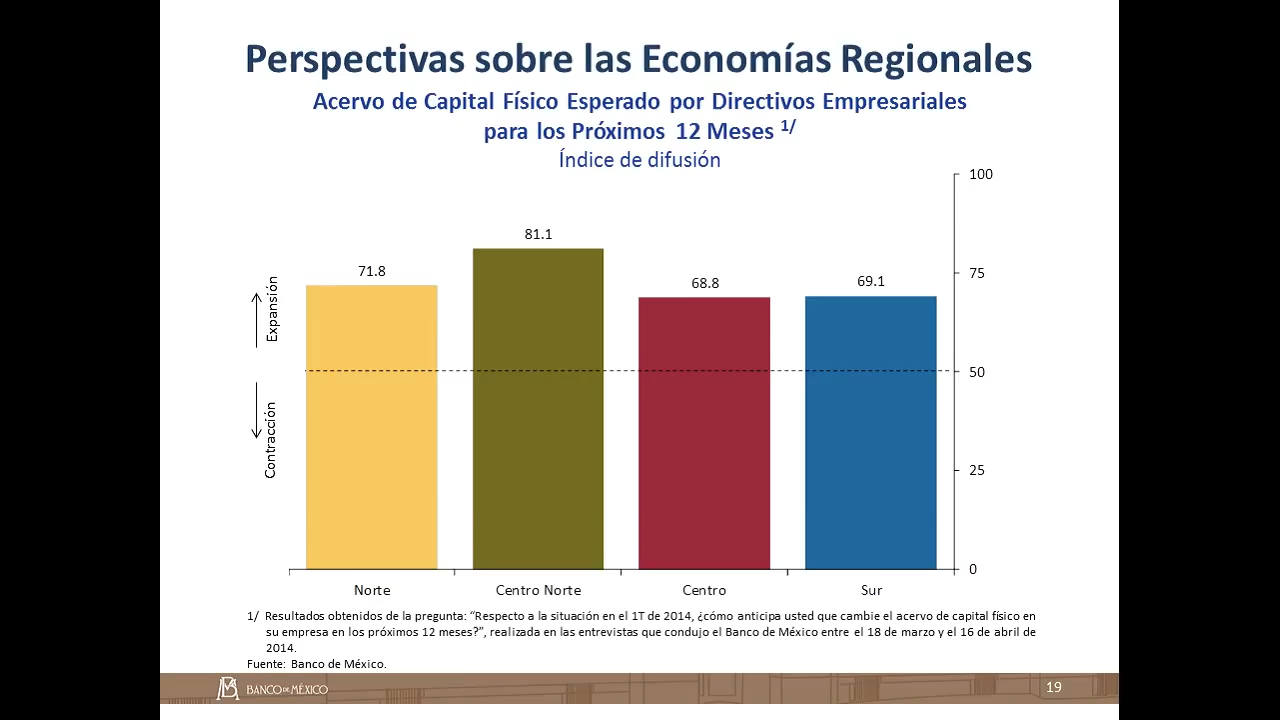 Perspectivas sobre las Economías Regionales
Acervo de Capital Físico Esperado por Directivos Empresariales
para los Próximos 12 Meses 1/
Índice de difusión
100
81.1
71.8
75
68.8
69.1
Expansión
50
Contracción
25
0
Norte
Centro Norte
Centro
Sur
1/ Resultados obtenidos de la pregunta: “Respecto a la situación en el 1T de 2014, ¿cómo anticipa usted que cambie el acervo de capital físico en
su empresa en los próximos 12 meses?”, realizada en las entrevistas que condujo el Banco de México entre el 18 de marzo y el 16 de abril de
2014.
Fuente: Banco de México.
BANCO DE MÉXICO
19